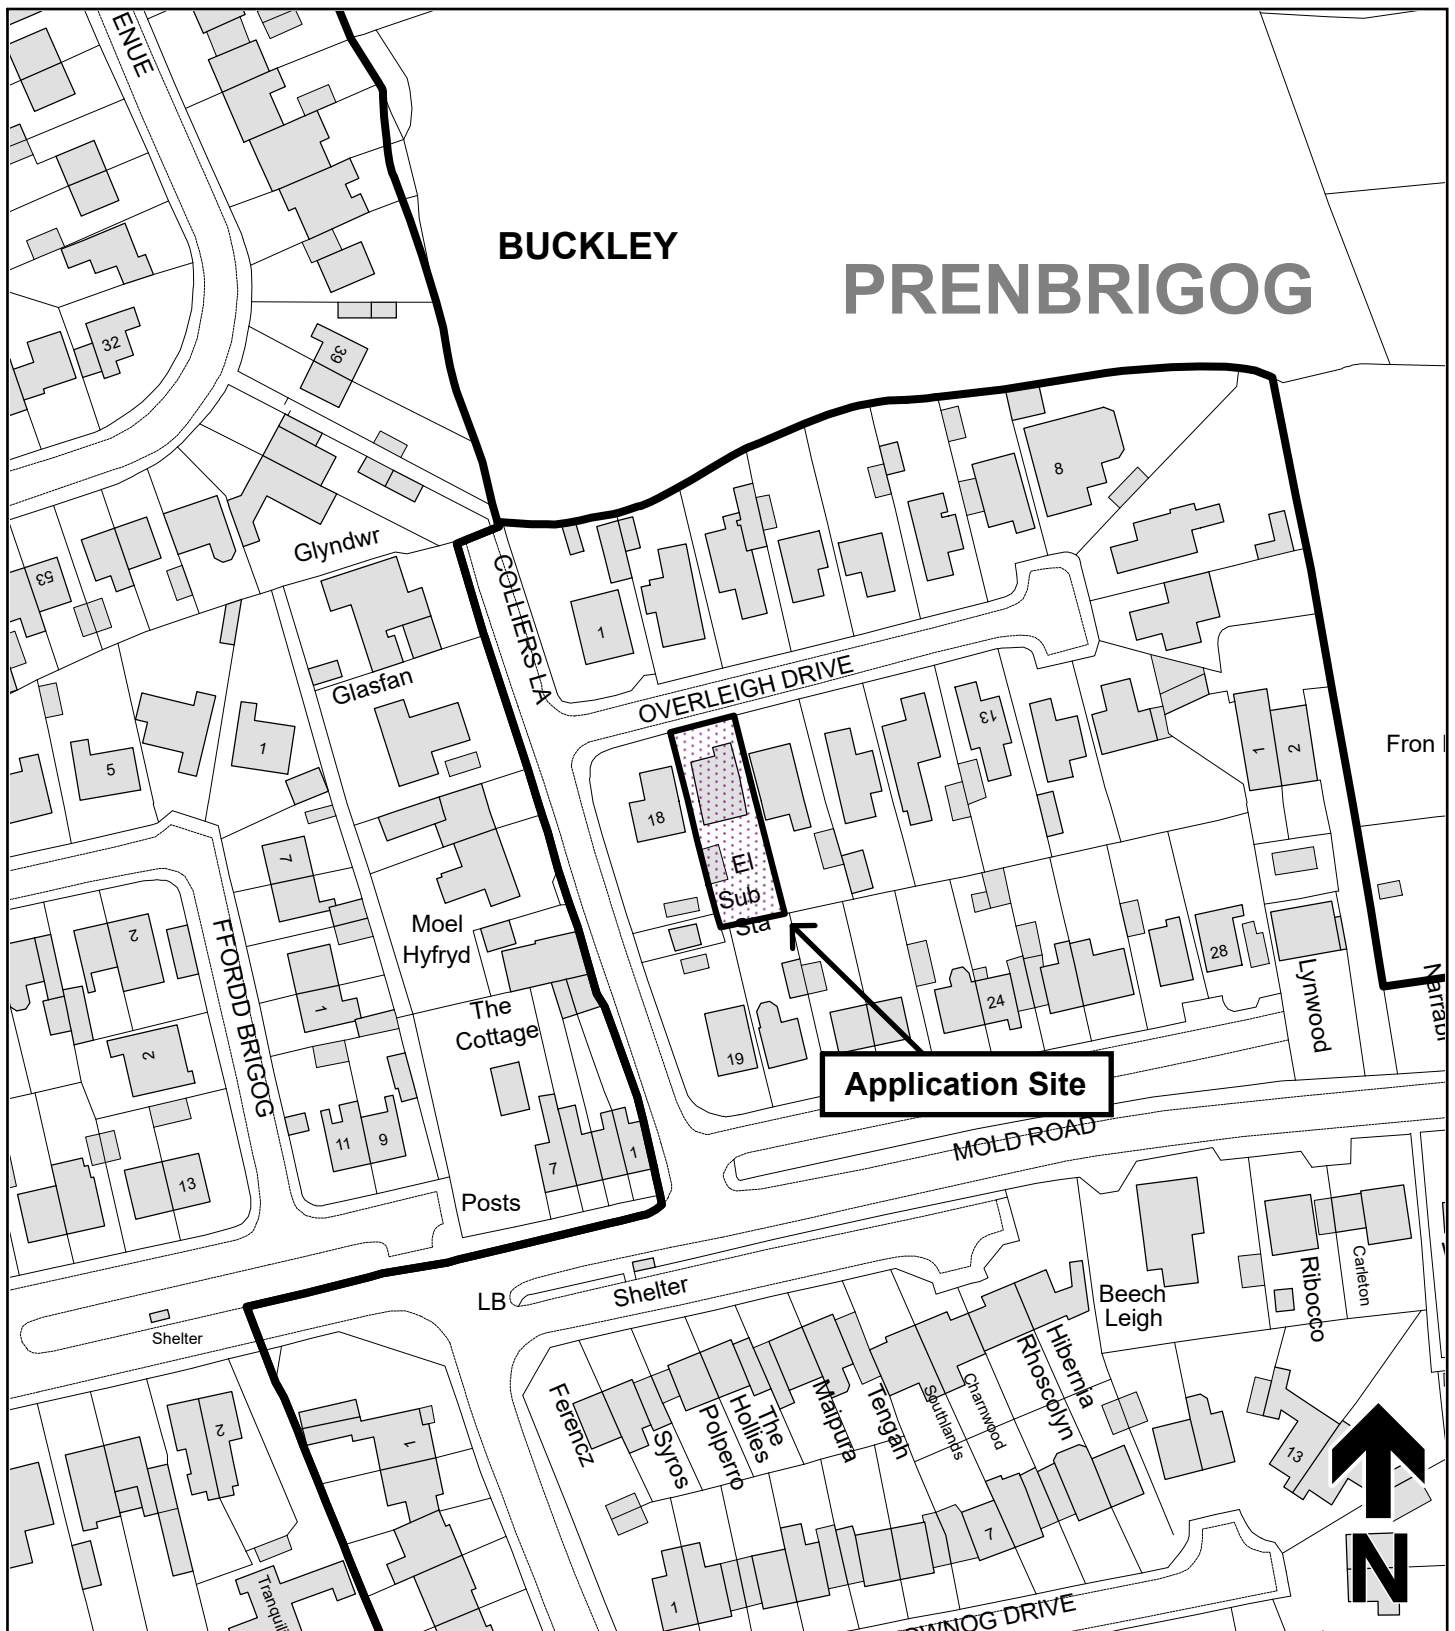 ENUE
BUCKLEY
PRENBRIGOG
32
39
8
Glyndwr
53
COLLIERS LA
1
Glasfan
OVERLEIGH DRIVE
13
1
5
1
2
Fron
18
7
El
Sub
Sta
Moel
Hyfryd
2
FFORDD BRIGOG
28
Lynwood
1
The
Cottage
24
2
19
Application Site
11
9
7
1
MOLD ROAD
13
Posts
LB
Shelter
Shelter
Beech
Leigh
Ribocco
Carleton
Ferencz
Syros
Polperro
The
Hollies
Maipura
Tengah
Southlands
Charnwood
Rhoscolyn
Hibernia
2
1
13
7
1
N